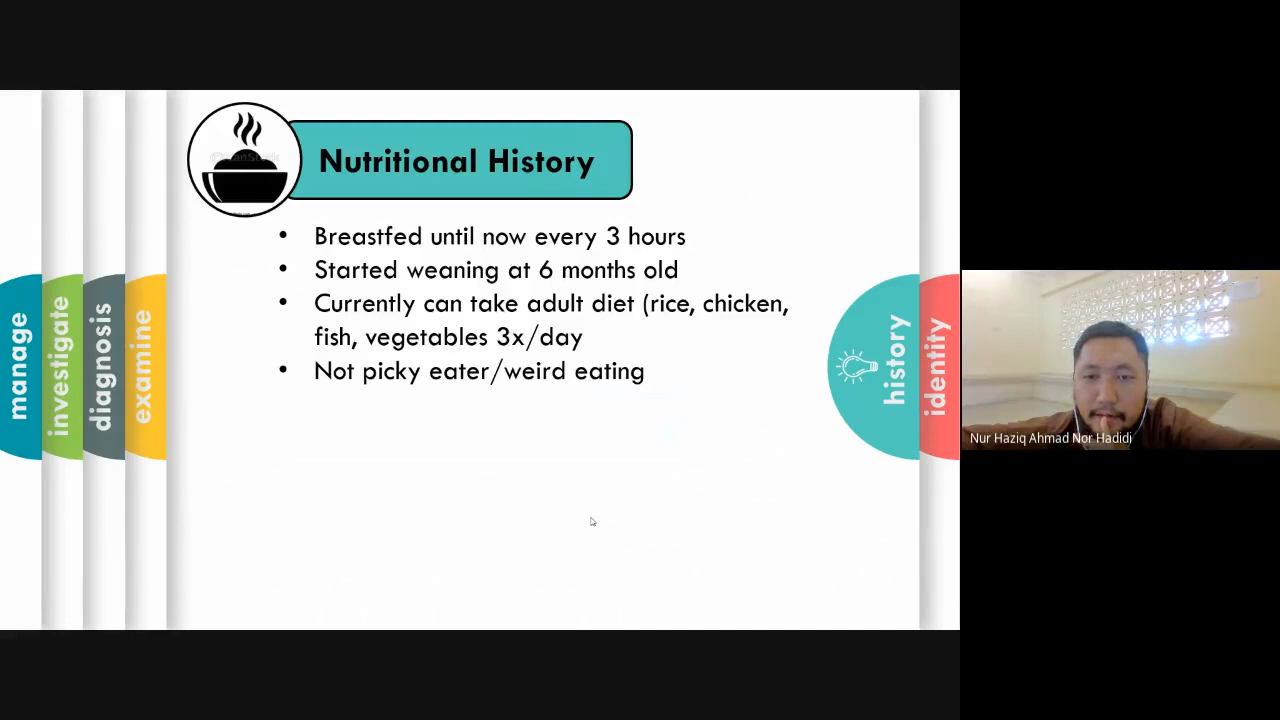 Nutritional History
• Breastfed until now every 3 hours
• Started weaning at 6 months old
• Currently can take adult diet (rice, chicken,
fish, vegetables 3x/day
• Not picky eater/weird eating
manage
investigate
diagnosis
examine
history
identity
Nur Haziq Ahmad Nor Hadidi